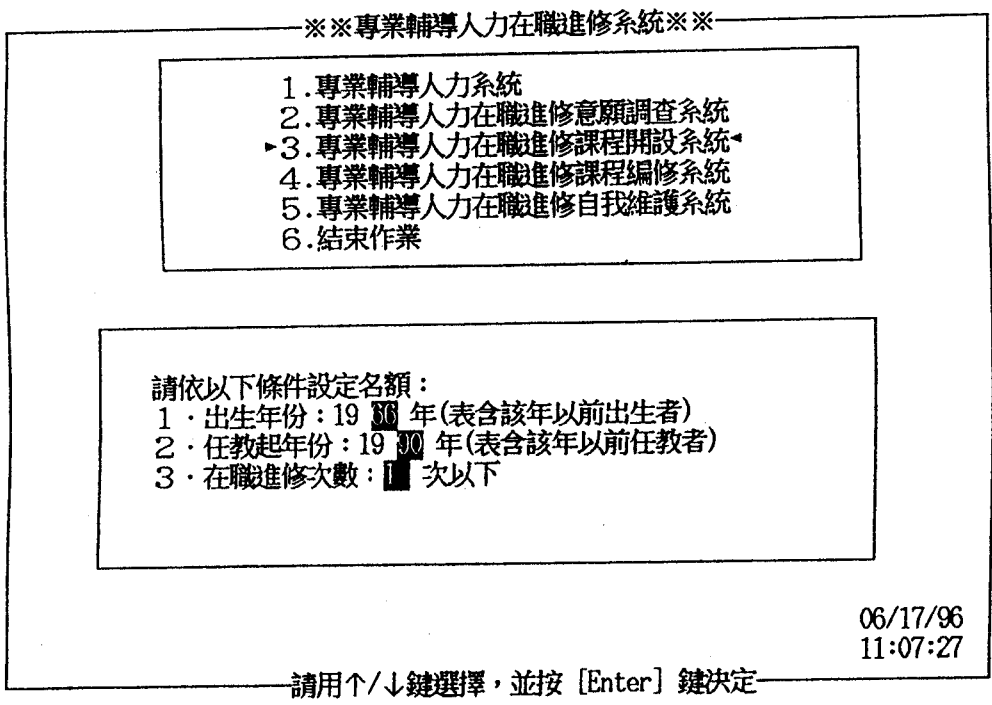 ※※專業輔導人力在職進修系統※※
1.專業輔導人力系統
2.專業輔導人力在職進修意願調查系統
►3.專業輔導人力在職進修課程開設系統◄
4.專業輔導人力在職進修課程編修系統
5.專業輔導人力在職進修自我維護系統
6.結束作業
請依以下條件設定名額：
1．出生年份：19 66 年(表含該年以前出生者)
2．任教起年份：19 90 年(表含該年以前任教者)
3．在職進修次數：1 次以下
06/17/96
11:07:27
請用↑/↓鍵選擇，並按 [Enter] 鍵決定